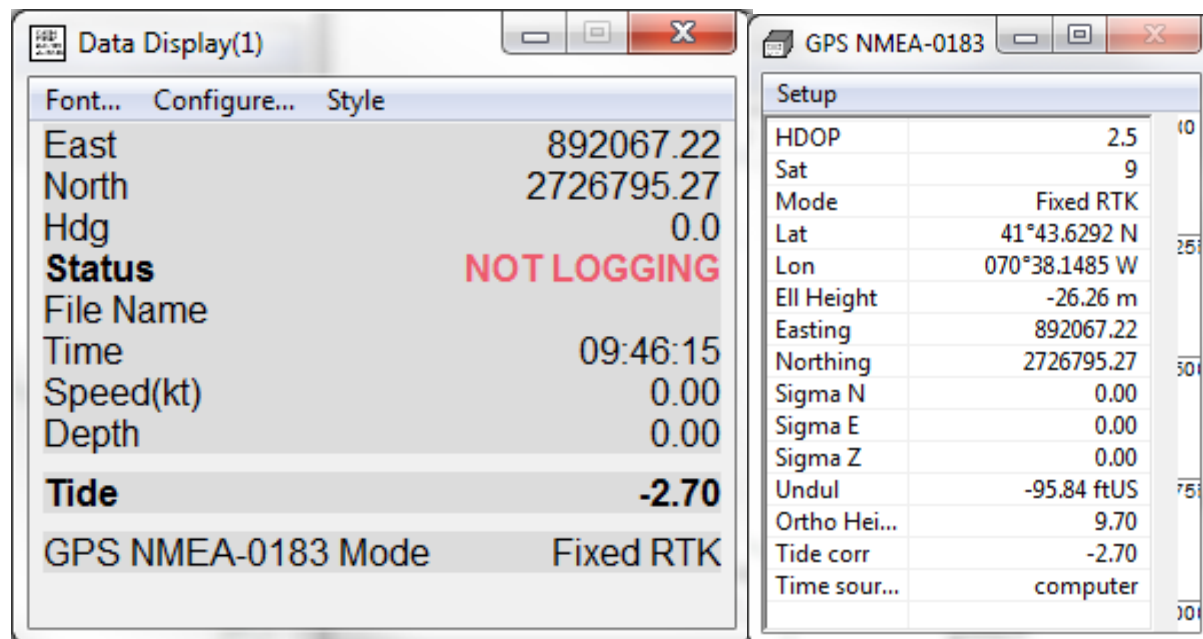 Data Display(1)
Font... Configure... Style
East 892067.22
North 2726795.27
Hdg 0.0
Status NOT LOGGING
File Name
Time 09:46:15
Speed(kt) 0.00
Depth 0.00
Tide -2.70
GPS NMEA-0183 Mode Fixed RTK
GPS NMEA-0183
Setup
HDOP 2.5
Sat 9
Mode Fixed RTK
Lat 41°43.6292 N
Lon 070°38.1485 W
Ell Height -26.26 m
Easting 892067.22
Northing 2726795.27
Sigma N 0.00
Sigma E 0.00
Sigma Z 0.00
Undul -95.84 ftUS
Ortho Hei... 9.70
Tide corr -2.70
Time sour... computer